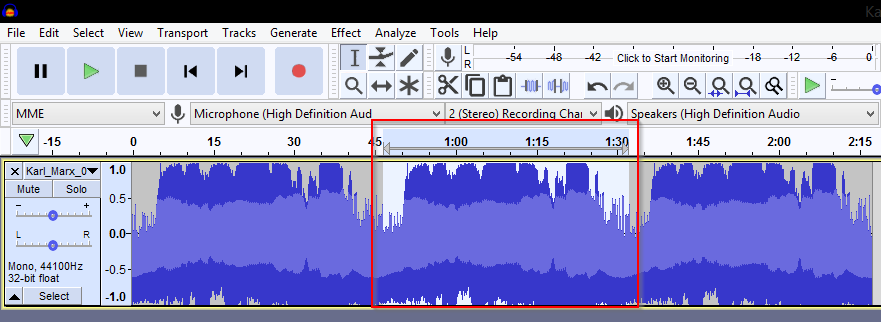 Ka
File Edit Select View Transport Tracks Generate Effect Analyze Tools Help
L
R
-54 -48 -42 Click to Start Monitoring -18 -12 -6 0
MME Microphone (High Definition Aud 2 (Stereo) Recording Chan Speakers (High Definition Audio
-15 0 15 30 45 1:00 1:15 1:30 1:45 2:00 2:15
Karl_Marx_0
Mute Solo
- +
L R
Mono, 44100Hz
32-bit float
Select
1.0
0.5
0.0
-0.5
-1.0